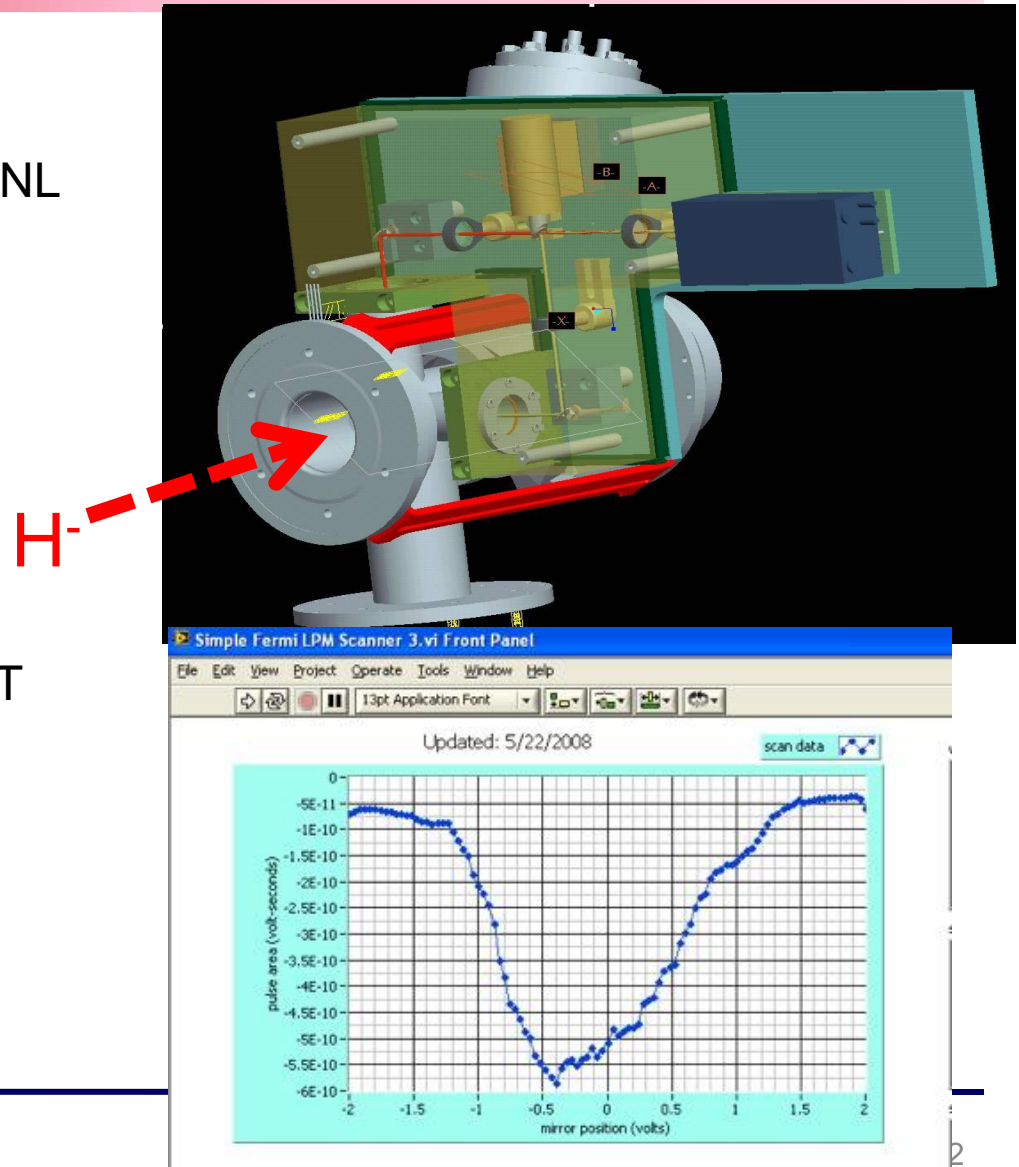 NL
-B-
-A-
-X-
H-
T
Simple Fermi LPM Scanner 3.vi Front Panel
File Edit View Project Operate Tools Window Help
13pt Application Font
Updated: 5/22/2008
scan data
0
-5E-11
-1E-10
-1.5E-10
-2E-10
-2.5E-10
-3E-10
-3.5E-10
-4E-10
-4.5E-10
-5E-10
-5.5E-10
-6E-10
pulse area (volt-seconds)
-2 -1.5 -1 -0.5 0 0.5 1 1.5 2
mirror position (volts)
2